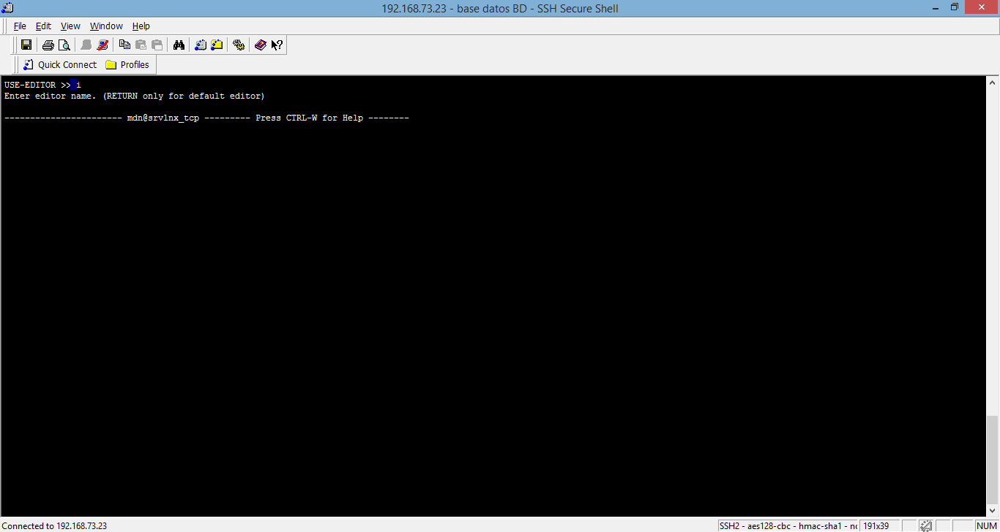 192.168.73.23 - base datos BD - SSH Secure Shell
File Edit View Window Help
Quick Connect Profiles
USE-EDITOR >> i
Enter editor name. (RETURN only for default editor)
----------------------- mdn@srvlnx_tcp --------- Press CTRL-W for Help --------
Connected to 192.168.73.23 SSH2 - aes128-cbc - hmac-sha1 - 191x39 NUM